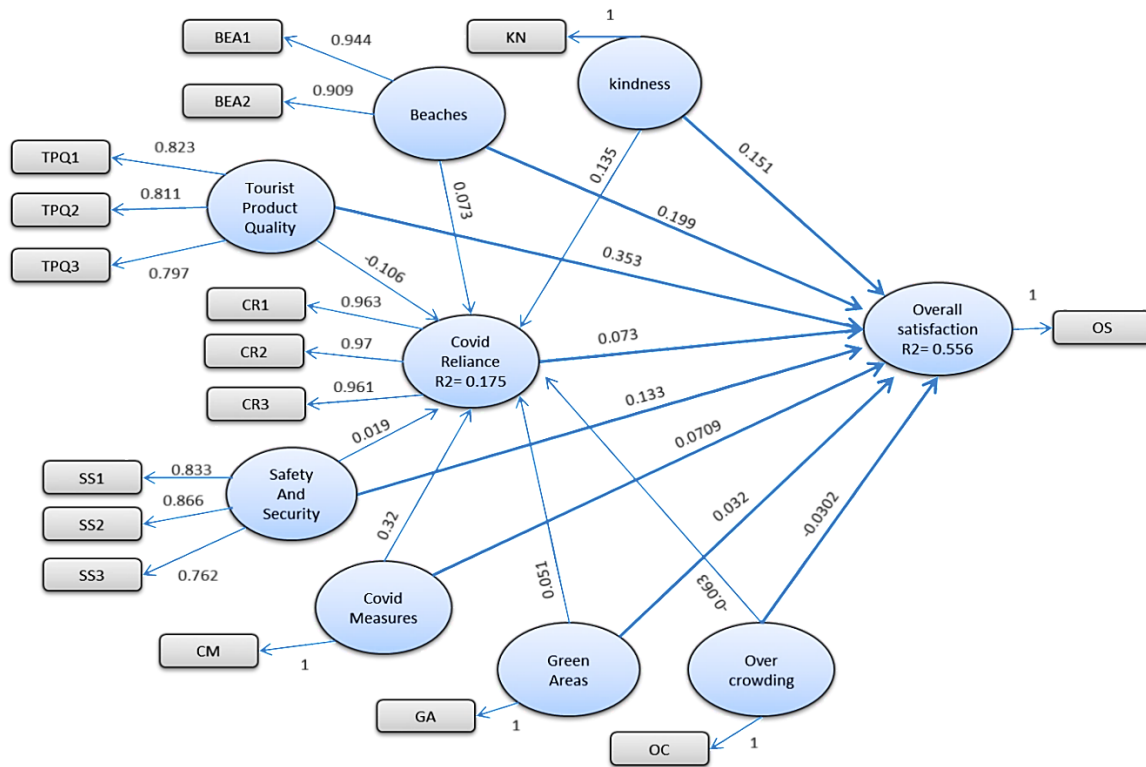 BEA1
0.944
KN
1
kindness
BEA2
0.909
Beaches
TPQ1
0.823
TPQ2
0.811
TPQ3
0.797
Tourist
Product
Quality
0.073
0.135
0.151
0.199
0.353
-0.106
CR1
0.963
CR2
0.97
CR3
0.961
Covid
Reliance
R2= 0.175
0.073
Overall
satisfaction
R2= 0.556
1
OS
0.133
0.019
SS1
0.833
SS2
0.866
SS3
0.762
Safety
And
Security
0.32
0.0709
0.032
-0.0302
0.051
-0.063
Covid
Measures
CM
1
Green
Areas
GA
1
Over
crowding
OC
1